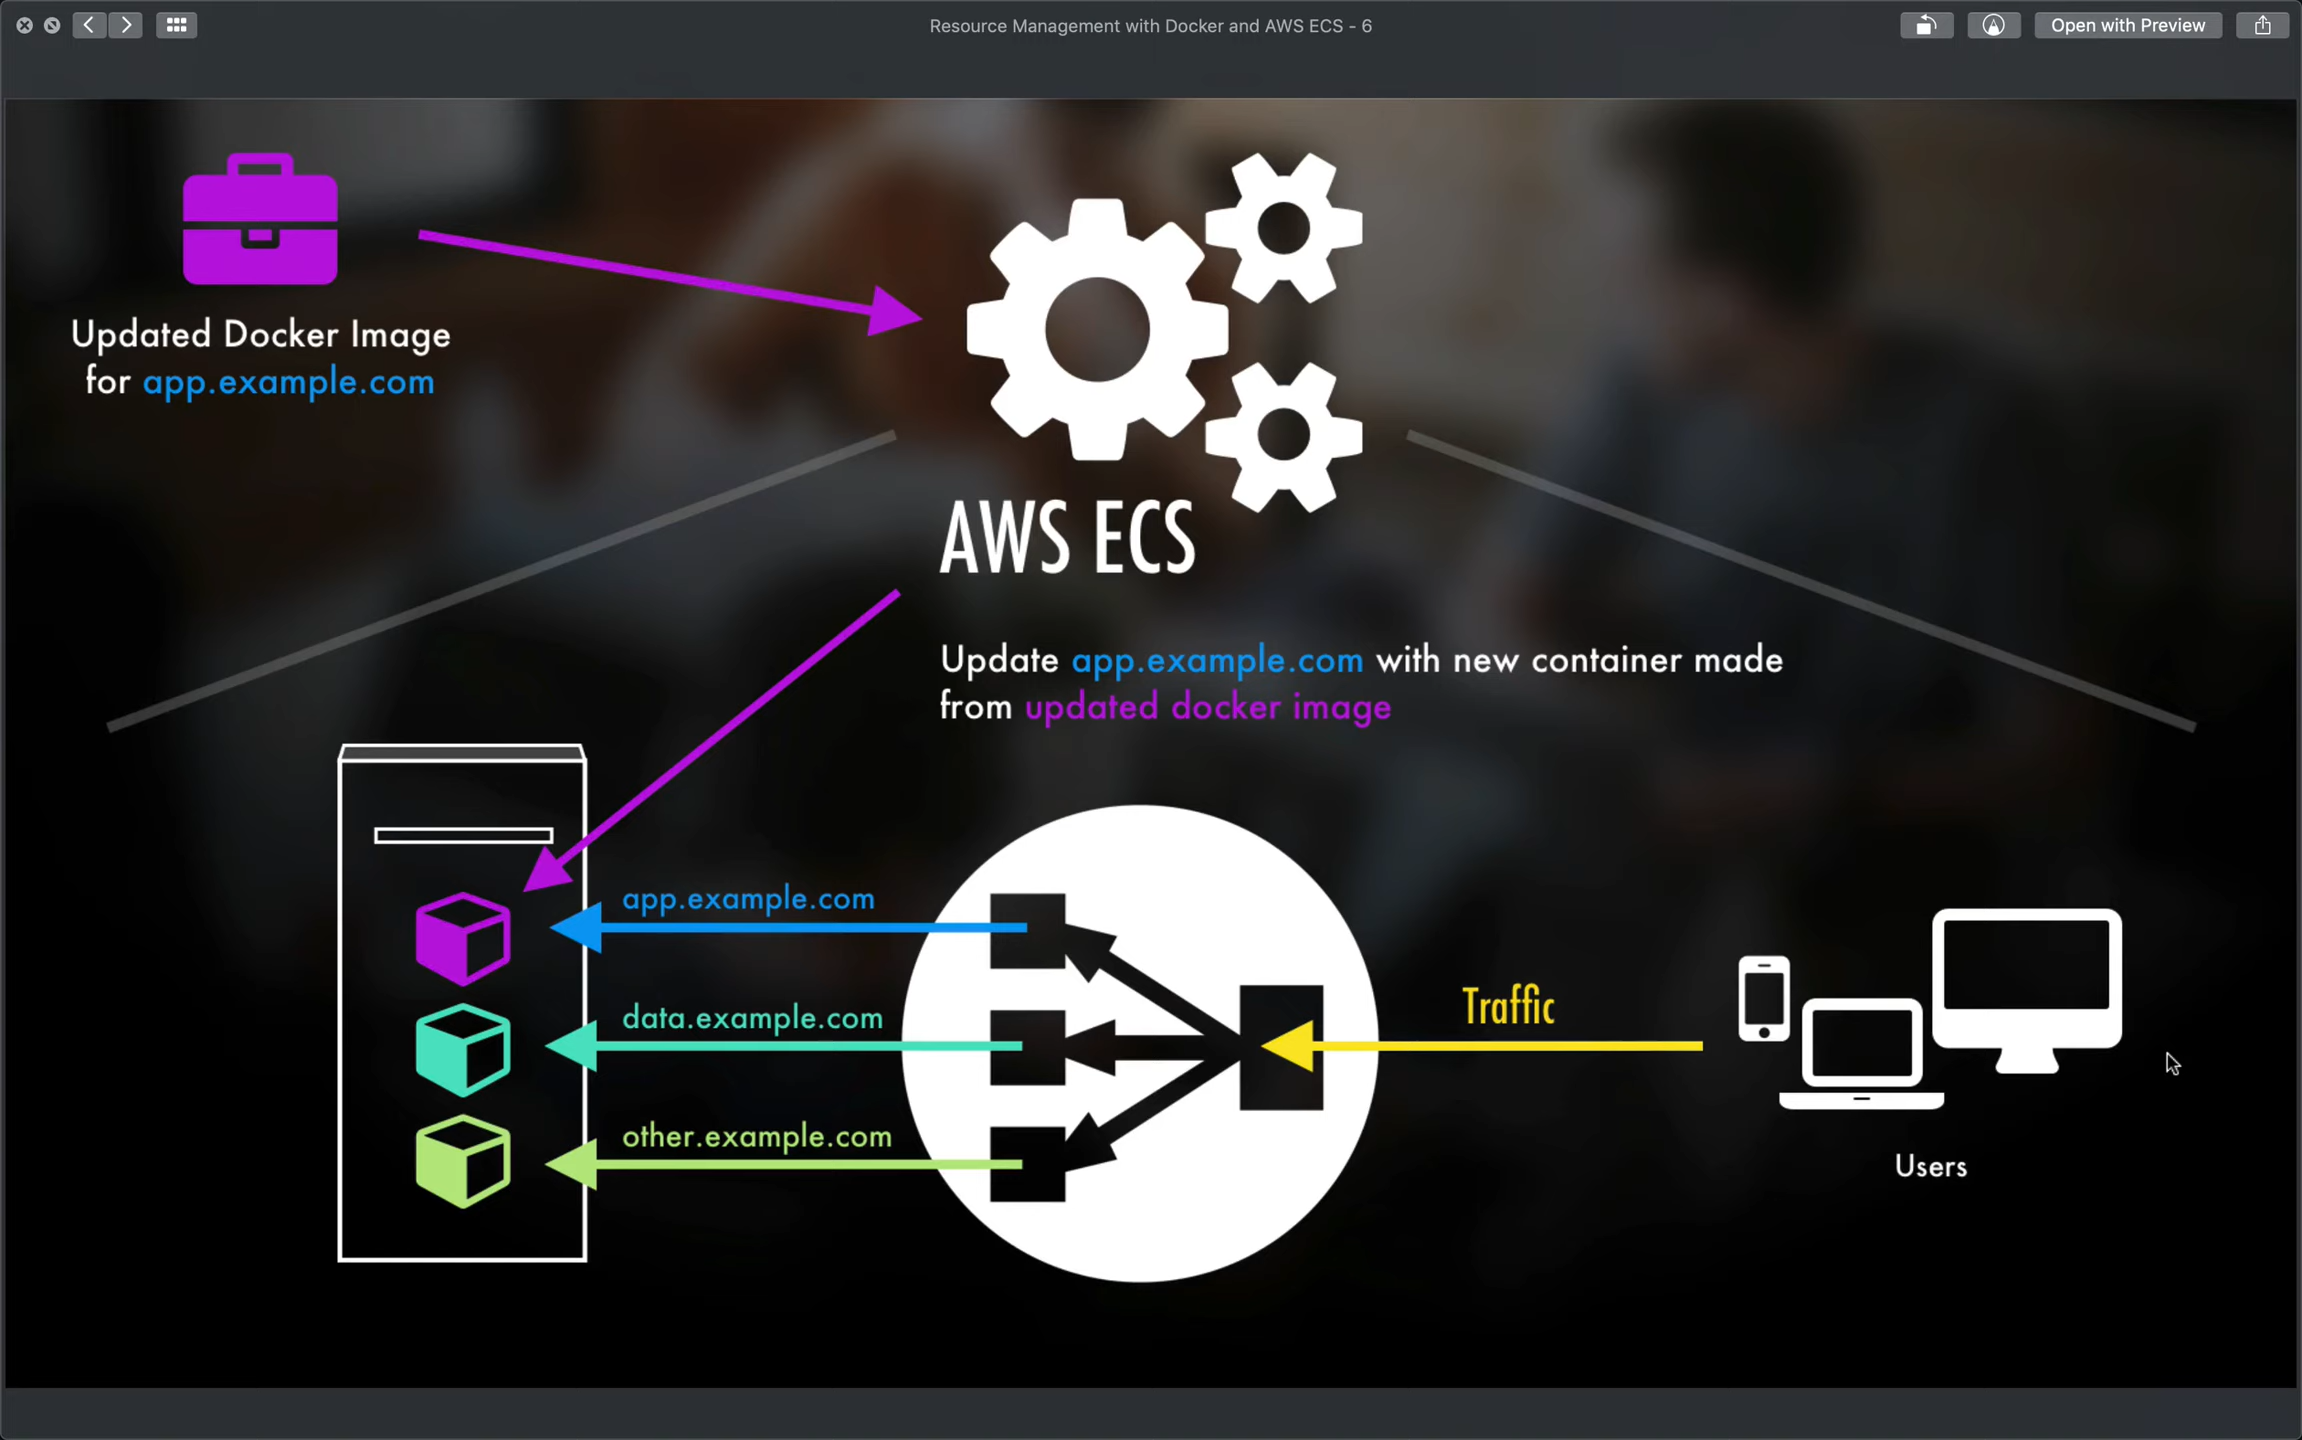 Resource Management with Docker and AWS ECS - 6
Open with Preview
Updated Docker Image
for app.example.com
AWS ECS
Update app.example.com with new container made
from updated docker image
app.example.com
data.example.com
Traffic
other.example.com
Users